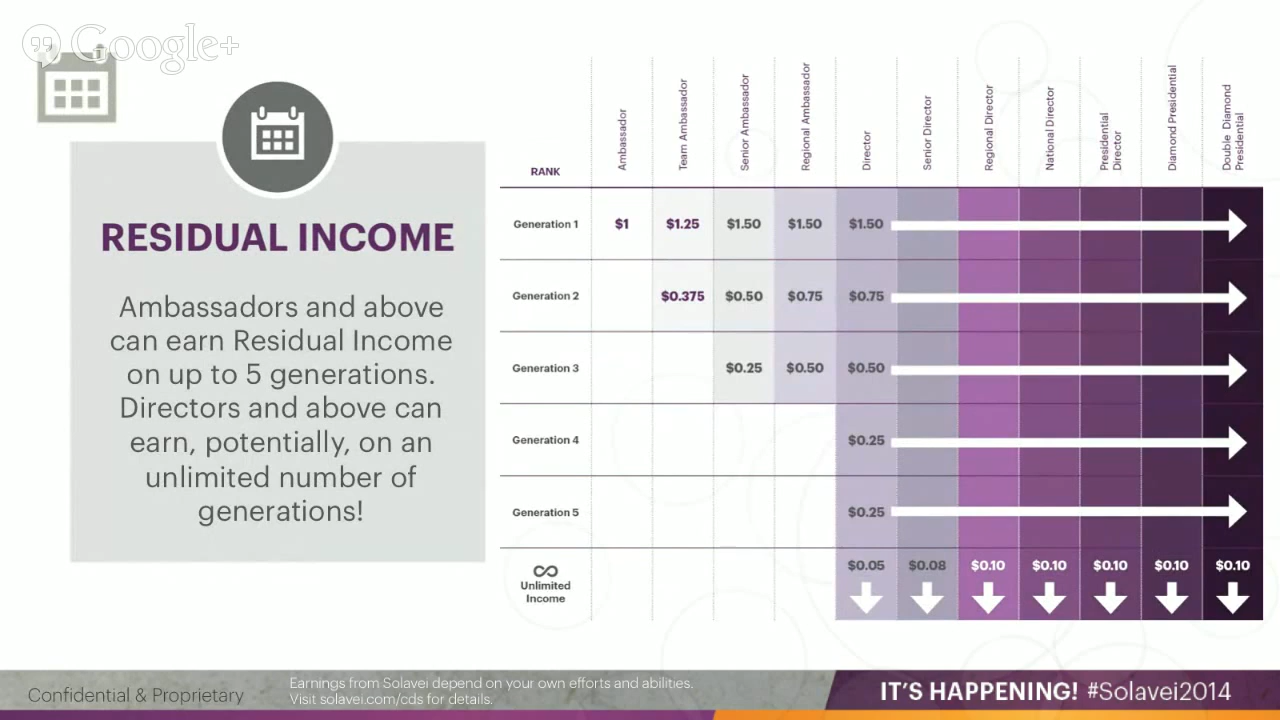 Google+
RESIDUAL INCOME
Ambassadors and above
can earn Residual Income
on up to 5 generations.
Directors and above can
earn, potentially, on an
unlimited number of
generations!
RANK
Ambassador
Team Ambassador
Senior Ambassador
Regional Ambassador
Director
Senior Director
Regional Director
National Director
Presidential
Director
Diamond Presidential
Double Diamond
Presidential
Generation 1 $1 $1.25 $1.50 $1.50 $1.50
Generation 2 $0.375 $0.50 $0.75 $0.75
Generation 3 $0.25 $0.50 $0.50
Generation 4 $0.25
Generation 5 $0.25
∞ $0.05 $0.08 $0.10 $0.10 $0.10 $0.10 $0.10
Unlimited
Income
Confidential & Proprietary
Earnings from Solavei depend on your own efforts and abilities.
Visit solavei.com/cds for details.
IT'S HAPPENING! #Solavei2014